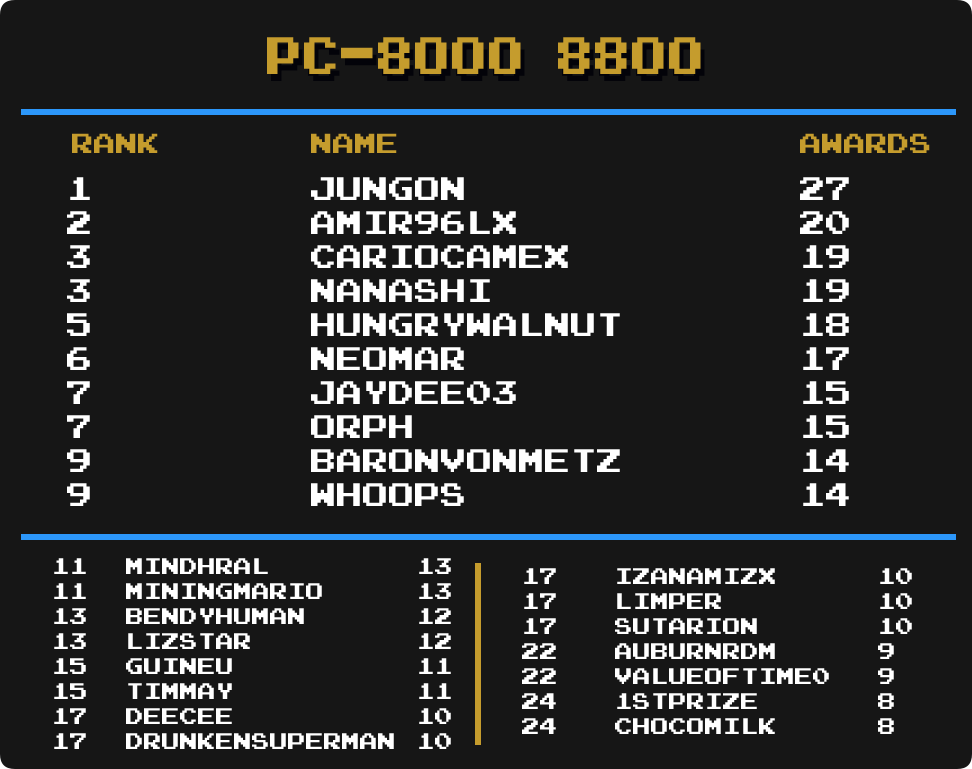 PC-8000 8800
RANK NAME AWARDS
1 JUNGON 27
2 AMIR96LX 20
3 CARIOCAMEX 19
3 NANASHI 19
5 HUNGRYWALNUT 18
6 NEOMAR 17
7 JAYDEE03 15
7 ORPH 15
9 BARONVONMETZ 14
9 WHOOPS 14
11 MINDHRAL 13
11 MININGMARIO 13
13 BENDYHUMAN 12
13 LIZSTAR 12
15 GUINEU 11
15 TIMMAY 11
17 DEECEE 10
17 DRUNKENSUPERMAN 10
17 IZANAMIZX 10
17 LIMPER 10
17 SUTARION 10
22 AUBURNRDM 9
22 VALUEOFTIME0 9
24 1STPRIZE 8
24 CHOCOMILK 8